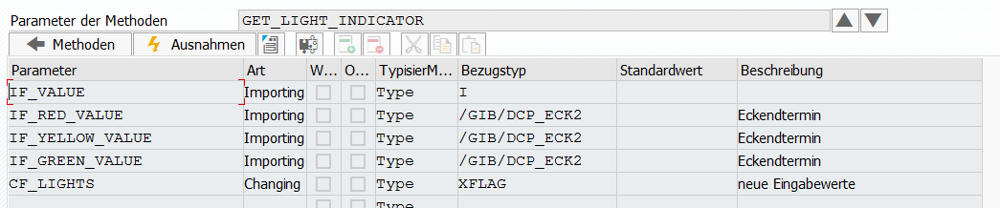 Parameter der Methoden GET_LIGHT_INDICATOR
Methoden Ausnahmen
Parameter Art W... O... TypisierM... Bezugstyp Standardwert Beschreibung
IF_VALUE Importing Type I
IF_RED_VALUE Importing Type /GIB/DCP_ECK2 Eckendtermin
IF_YELLOW_VALUE Importing Type /GIB/DCP_ECK2 Eckendtermin
IF_GREEN_VALUE Importing Type /GIB/DCP_ECK2 Eckendtermin
CF_LIGHTS Changing Type XFLAG neue Eingabewerte
Type